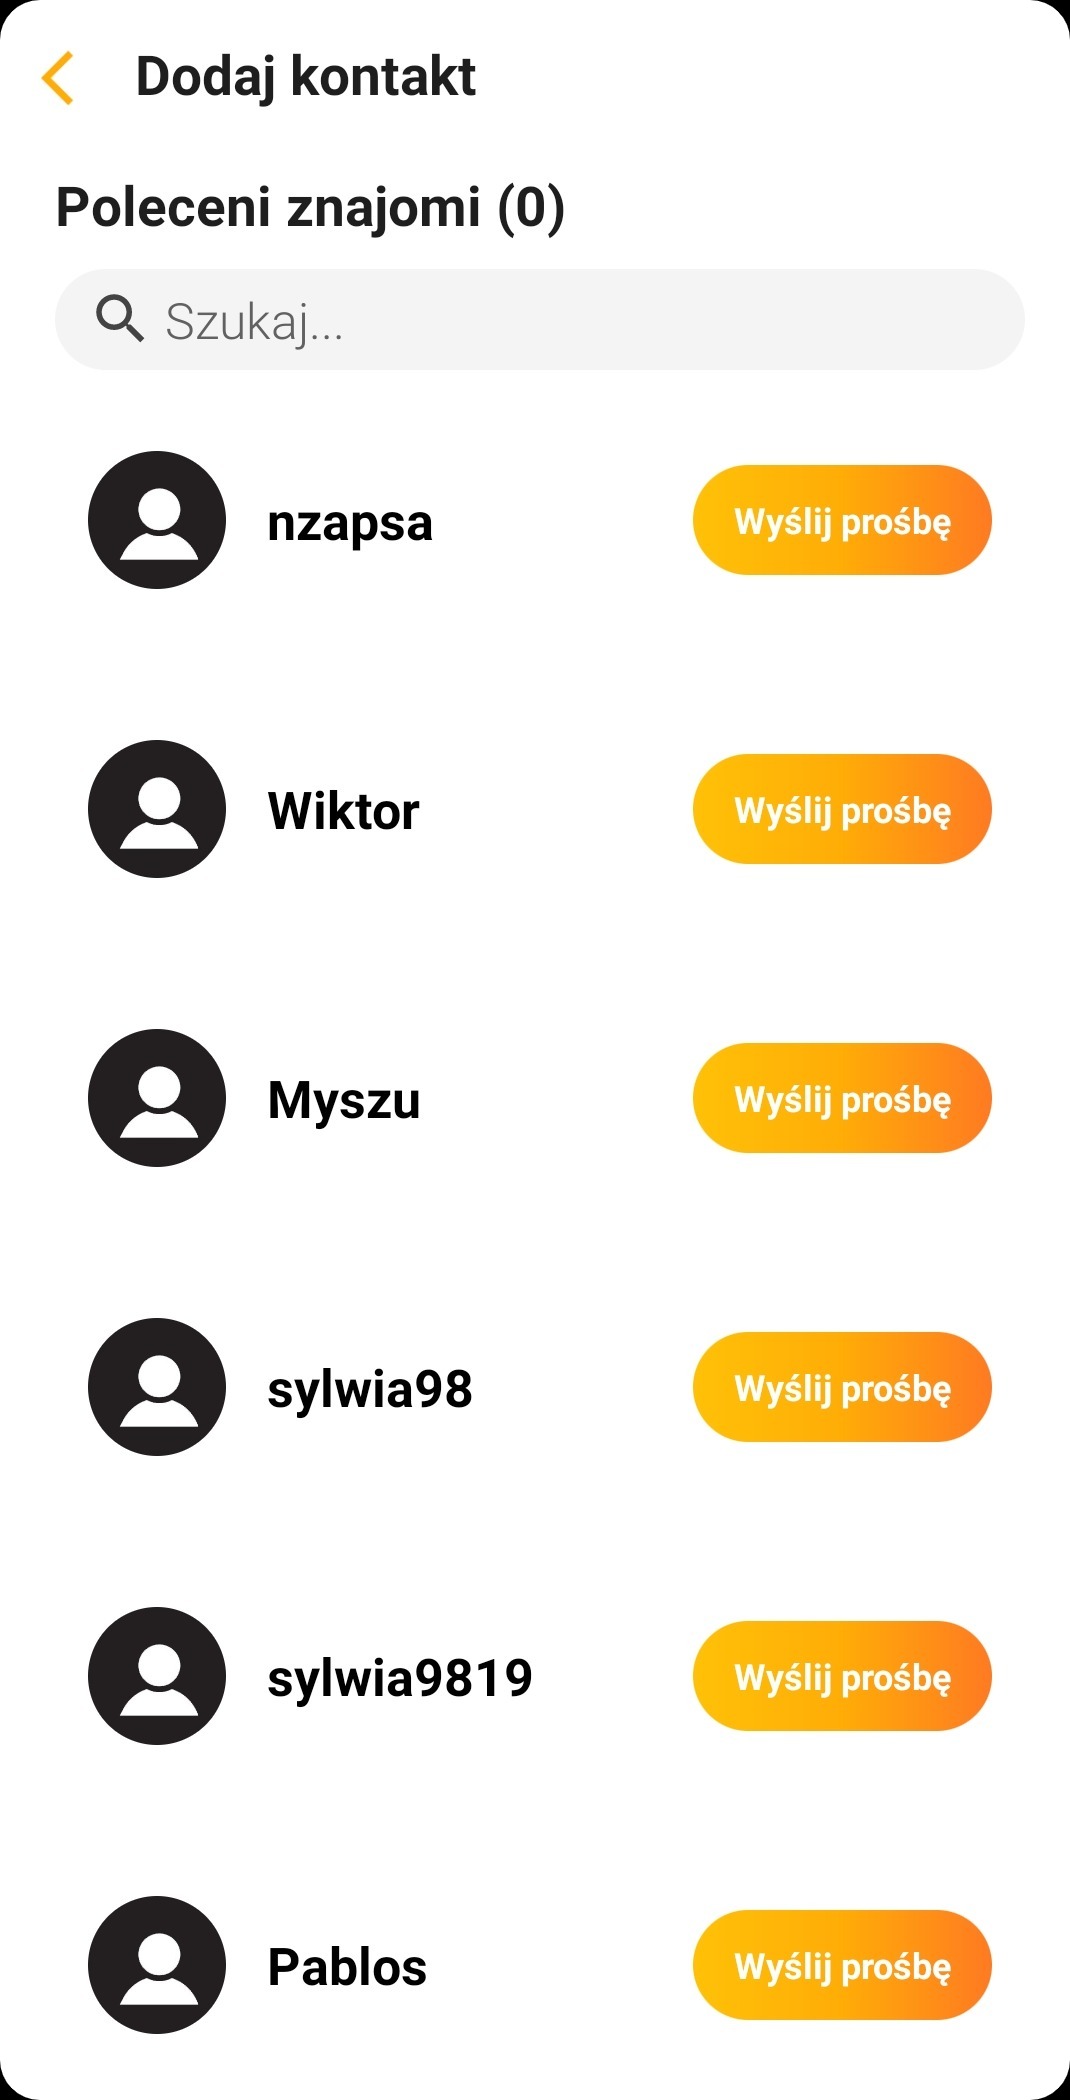 Dodaj kontakt
Poleceni znajomi (0)
Szukaj...
nzapsa
Wyślij prośbę
Wiktor
Wyślij prośbę
Myszu
Wyślij prośbę
sylwia98
Wyślij prośbę
sylwia9819
Wyślij prośbę
Pablos
Wyślij prośbę